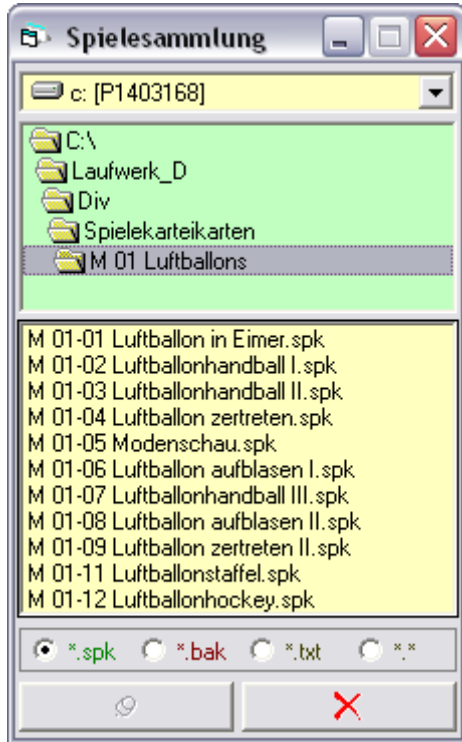 Spielesammlung
c: [P1403168]
C:\
Laufwerk_D
Div
Spielekarteikarten
M 01 Luftballons
M 01-01 Luftballon in Eimer.spk
M 01-02 Luftballonhandball I.spk
M 01-03 Luftballonhandball II.spk
M 01-04 Luftballon zertreten.spk
M 01-05 Modenschau.spk
M 01-06 Luftballon aufblasen I.spk
M 01-07 Luftballonhandball III.spk
M 01-08 Luftballon aufblasen II.spk
M 01-09 Luftballon zertreten II.spk
M 01-11 Luftballonstaffel.spk
M 01-12 Luftballonhockey.spk
*.spk *.bak *.txt *.*